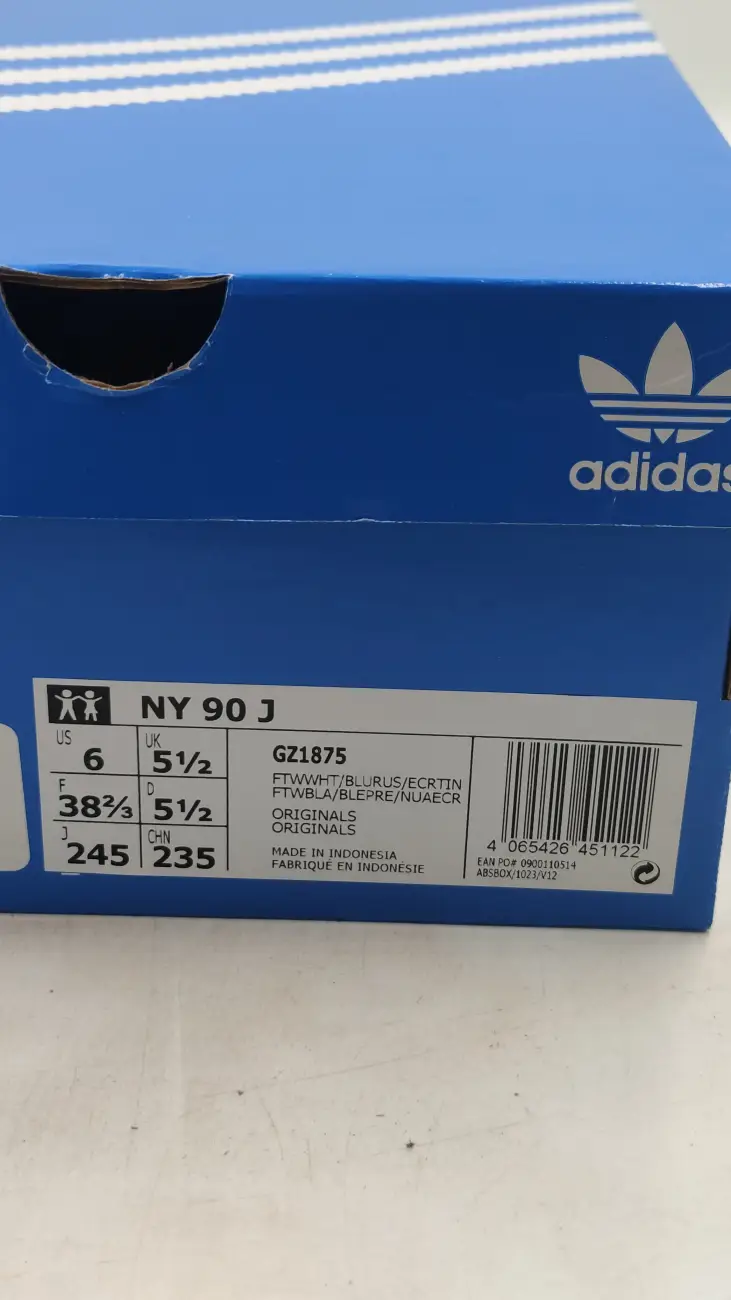 adidas
NY 90 J
US 6
UK 5½
F 38⅔
D 5½
J 245
CHN 235
GZ1875
FTWWHT/BLURUS/ECRTIN
FTWBLA/BLEPRE/NUAECR
ORIGINALS
ORIGINALS
MADE IN INDONESIA
FABRIQUÉ EN INDONÉSIE
4 065426 451122
EAN PO# 0900110514
ABSBOX/1023/V12